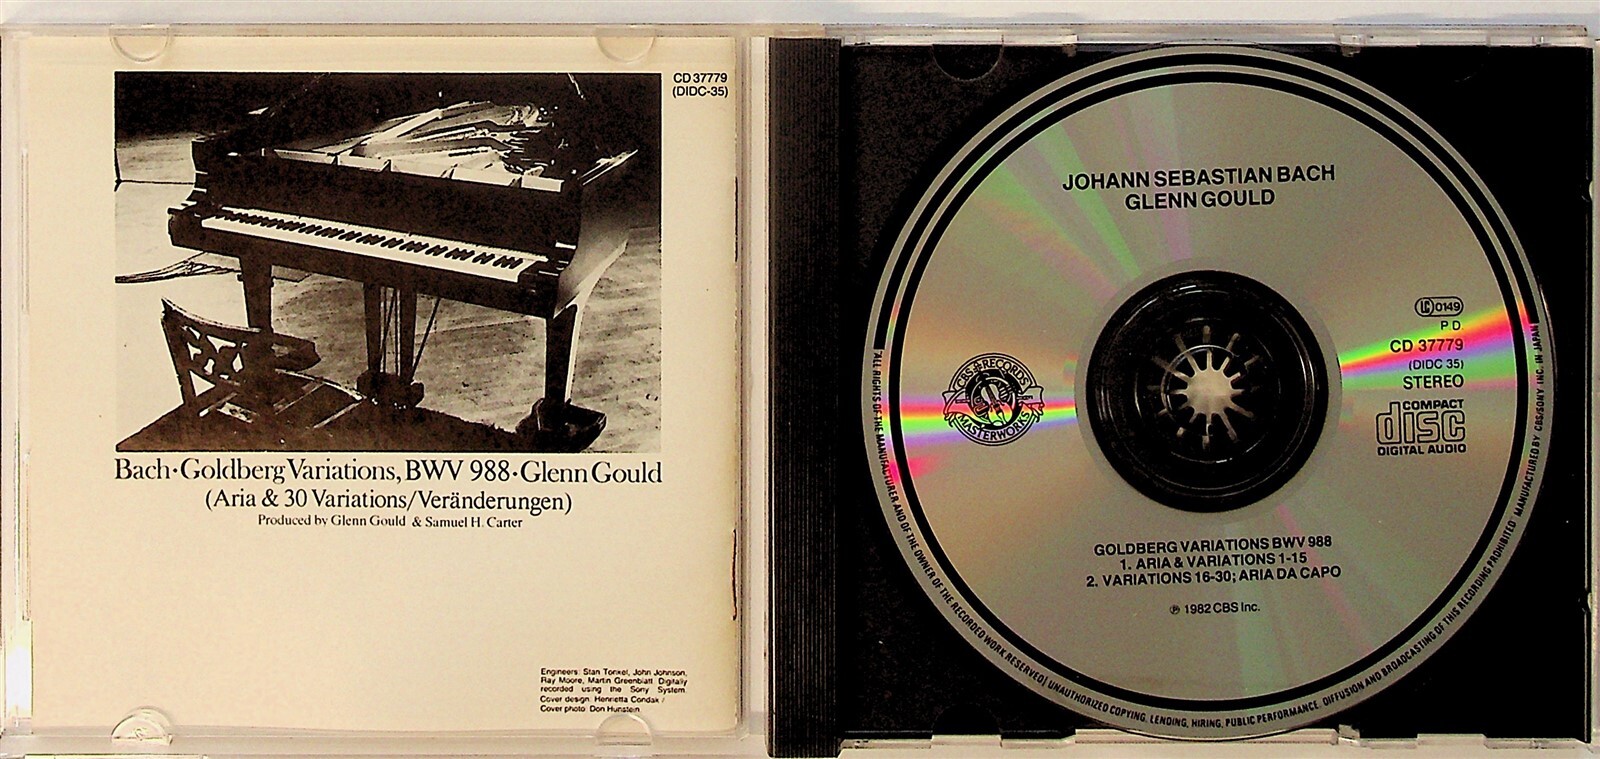 CD 37779
(DIDC-35)
Bach·Goldberg Variations, BWV 988·Glenn Gould
(Aria & 30 Variations/Veränderungen)
Produced by Glenn Gould & Samuel H. Carter
Engineers: Stan Tonkel, John Johnson,
Ray Moore, Martin Greenblatt Digitally
recorded using the Sony System.
Cover design: Henrietta Condak /
Cover photo: Don Hunstein
JOHANN SEBASTIAN BACH
GLENN GOULD
LC 0149
P.D.
CD 37779
(DIDC 35)
STEREO
COMPACT
disc
DIGITAL AUDIO
CBS RECORDS
MASTERWORKS
GOLDBERG VARIATIONS BWV 988
1. ARIA & VARIATIONS 1-15
2. VARIATIONS 16-30; ARIA DA CAPO
℗ 1982 CBS Inc.
"ALL RIGHTS OF THE MANUFACTURER AND OF THE OWNER OF THE RECORDED WORK RESERVED! UNAUTHORIZED COPYING, LENDING, HIRING, PUBLIC PERFORMANCE. DIFFUSION AND BROADCASTING OF THIS RECORDING PROHIBITED" MANUFACTURED BY CBS/SONY INC. IN JAPAN